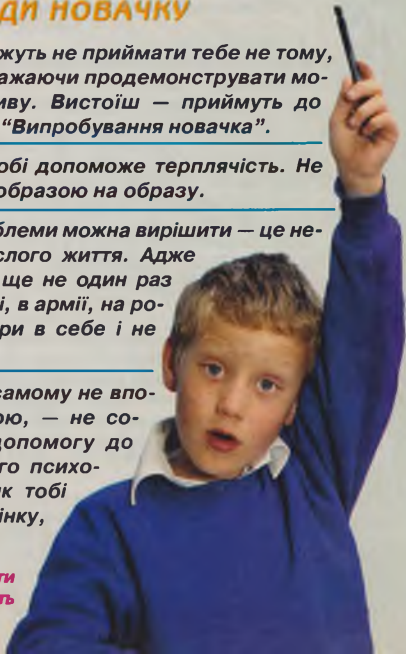 ДИ НОВАЧКУ
жуть не приймати тебе не тому,
ажаючи продемонструвати мо-
иву. Вистоїш — приймуть до
“Випробування новачка”.
обі допоможе терплячість. Не
образою на образу.
блеми можна вирішити — це не-
слого життя. Адже
ще не один раз
і, в армії, на ро-
ри в себе і не
самому не впо-
ою, — не со-
допомогу до
го психо-
к тобі
інку,
ти
ть